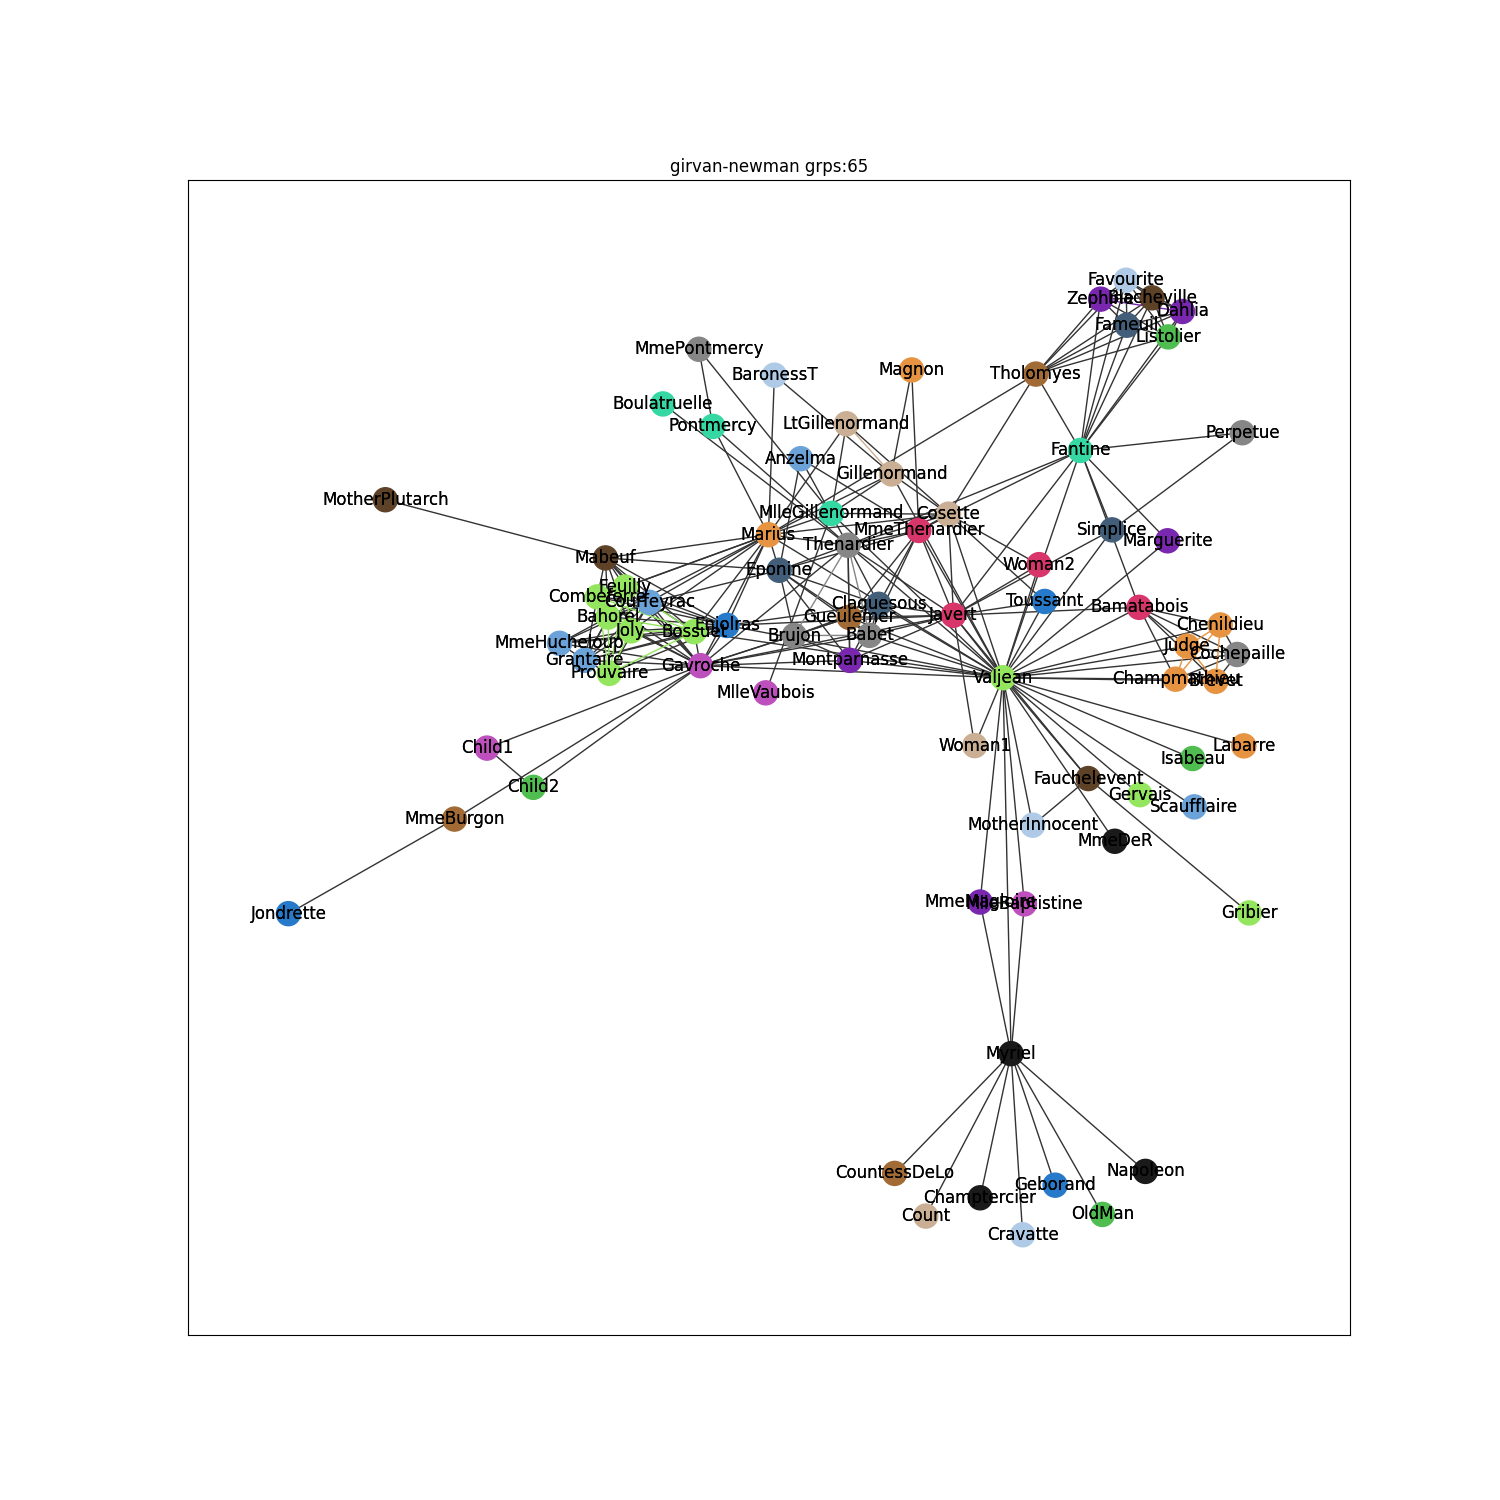 girvan-newman grps:65
Favourite
Zephine
Blacheville
Dahlia
Fameuil
Listolier
MmePontmercy
BaronessT
Magnon
Tholomyes
Boulatruelle
Pontmercy
LtGillenormand
Perpetue
Fantine
Anzelma
Gillenormand
MotherPlutarch
MlleGillenormand
Cosette
Marius
MmeThenardier
Simplice
Thenardier
Marguerite
Mabeuf
Eponine
Woman2
Feuilly
Combeferre
Courfeyrac
Claquesous
Toussaint
Bamatabois
Bahorel
Gueulemer
Javert
Chenildieu
Joly
Bossuet
Enjolras
Brujon
Babet
MmeHucheloup
Judge
Cochepaille
Grantaire
Gavroche
Montparnasse
Prouvaire
Valjean
Champmathieu
Brevet
MlleVaubois
Child1
Woman1
Labarre
Isabeau
Child2
Fauchelevent
Gervais
Scaufflaire
MmeBurgon
MotherInnocent
MmeDeR
MmeMagloire
MlleBaptistine
Jondrette
Gribier
Myriel
CountessDeLo
Napoleon
Geborand
Champtercier
Count
OldMan
Cravatte